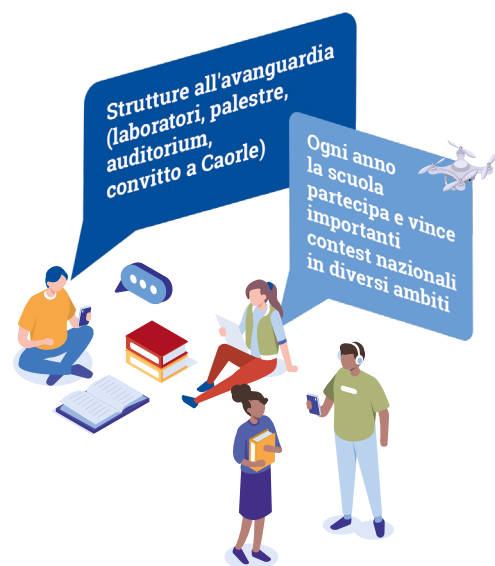 Strutture all'avanguardia
(laboratori, palestre,
auditorium,
convitto a Caorle)
Ogni anno
la scuola
partecipa e vince
importanti
contest nazionali
in diversi ambiti